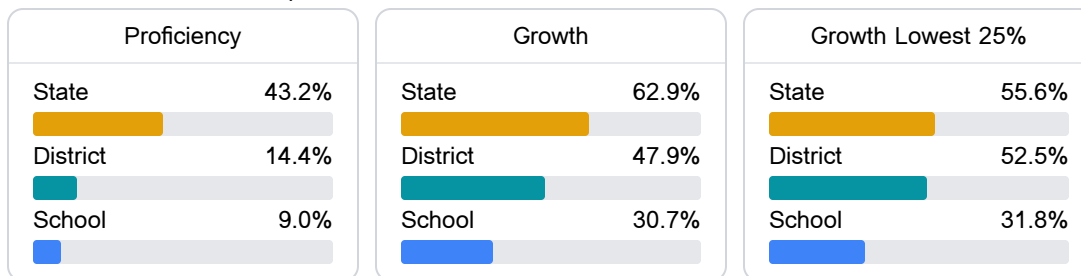 Proficiency
State 43.2%
District 14.4%
School 9.0%
Growth
State 62.9%
District 47.9%
School 30.7%
Growth Lowest 25%
State 55.6%
District 52.5%
School 31.8%